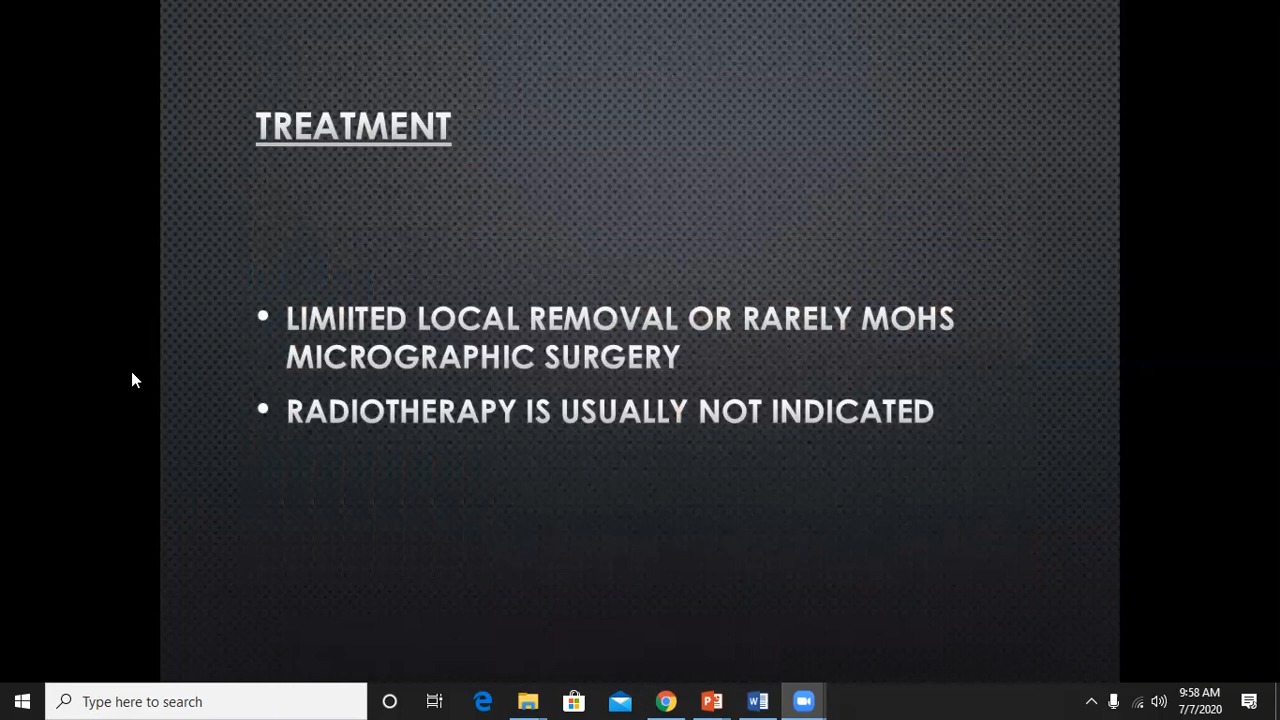 TREATMENT
• LIMIITED LOCAL REMOVAL OR RARELY MOHS
MICROGRAPHIC SURGERY
• RADIOTHERAPY IS USUALLY NOT INDICATED
Type here to search
9:58 AM
7/7/2020